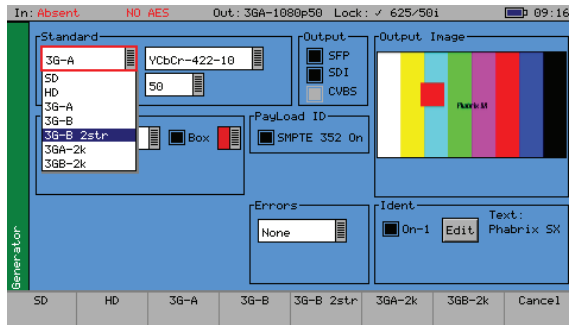 In: Absent NO AES Out: 3GA-1080p50 Lock: ✓ 625/50i 09:16
Standard
3G-A
YCbCr-422-10
50
SD
HD
3G-A
3G-B
3G-B 2str
3GA-2k
3GB-2k
Box
Output
SFP
SDI
CVBS
PayLoad ID
SMPTE 352 On
Output Image
Errors
None
Ident
On-1
Edit
Text:
Phabrix SX
Generator
SD HD 3G-A 3G-B 3G-B 2str 3GA-2k 3GB-2k Cancel